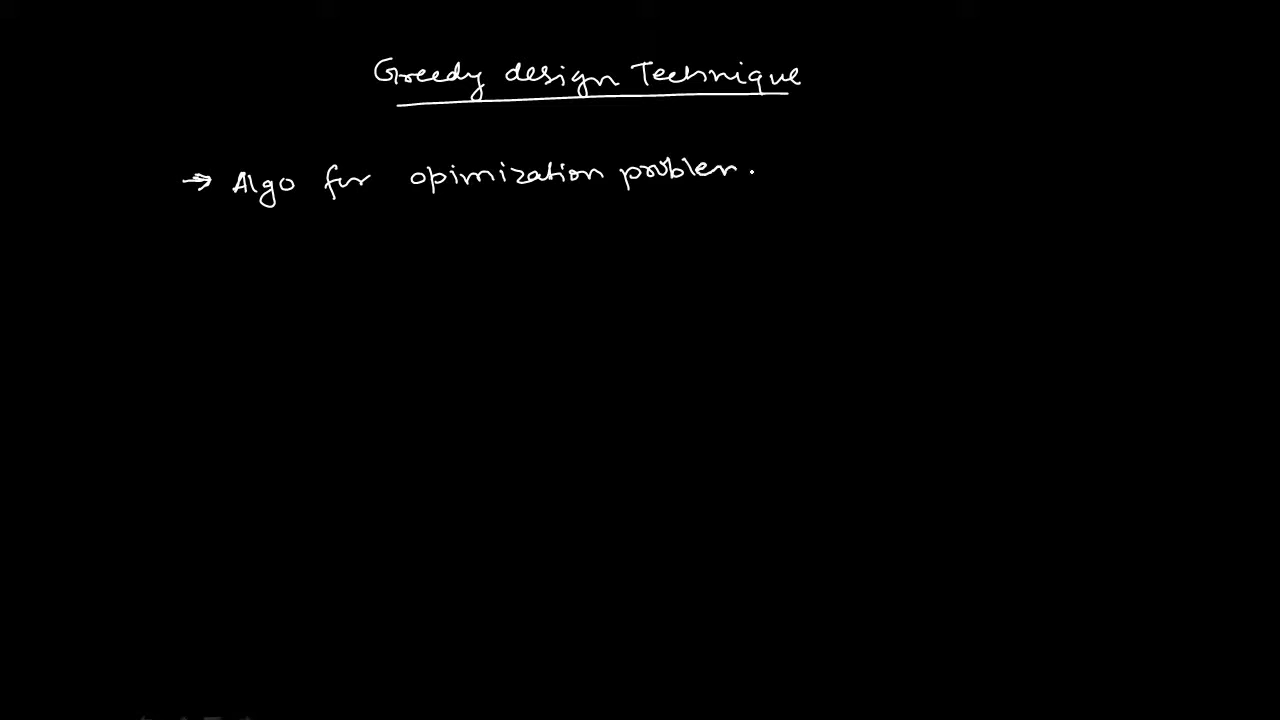 Greedy design Technique
→ Algo for opimization problem.